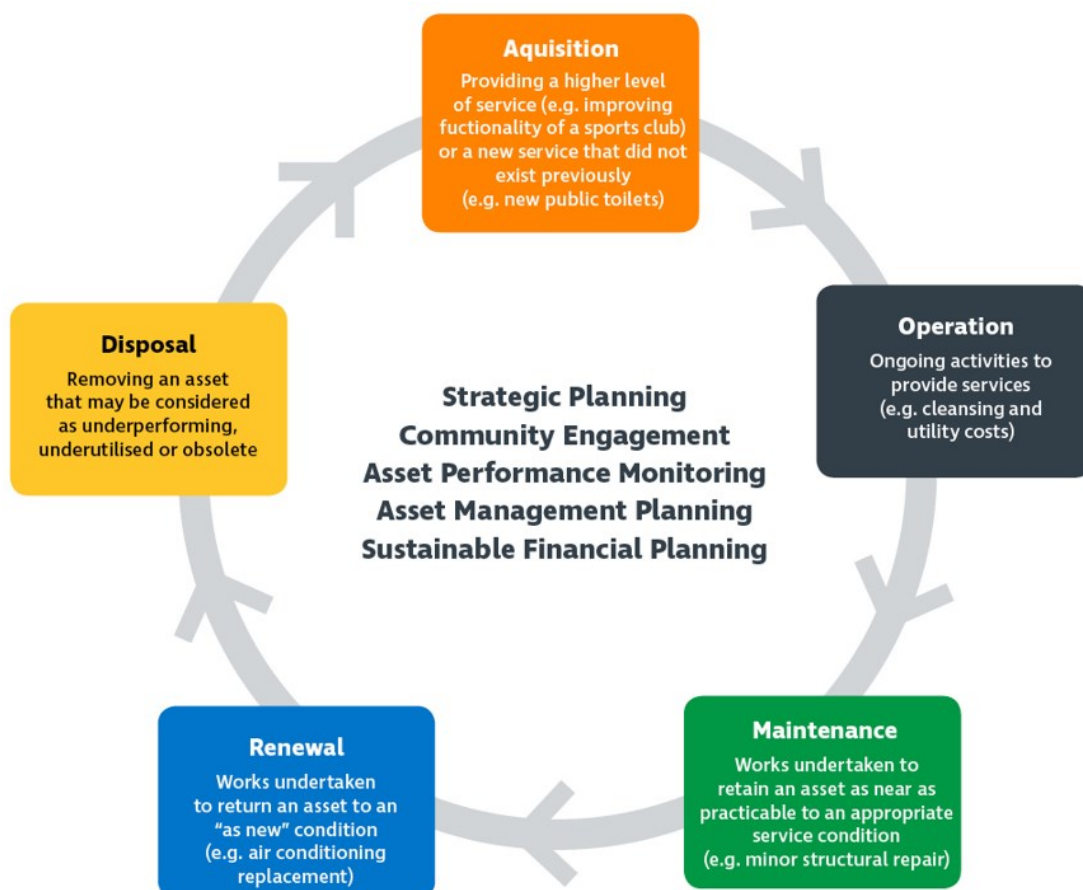 Aquisition
Providing a higher level
of service (e.g. improving
fuctionality of a sports club)
or a new service that did not
exist previously
(e.g. new public toilets)
Operation
Ongoing activities to
provide services
(e.g. cleansing and
utility costs)
Disposal
Removing an asset
that may be considered
as underperforming,
underutilised or obsolete
Strategic Planning
Community Engagement
Asset Performance Monitoring
Asset Management Planning
Sustainable Financial Planning
Maintenance
Works undertaken to
retain an asset as near as
practicable to an appropriate
service condition
(e.g. minor structural repair)
Renewal
Works undertaken
to return an asset to an
“as new” condition
(e.g. air conditioning
replacement)